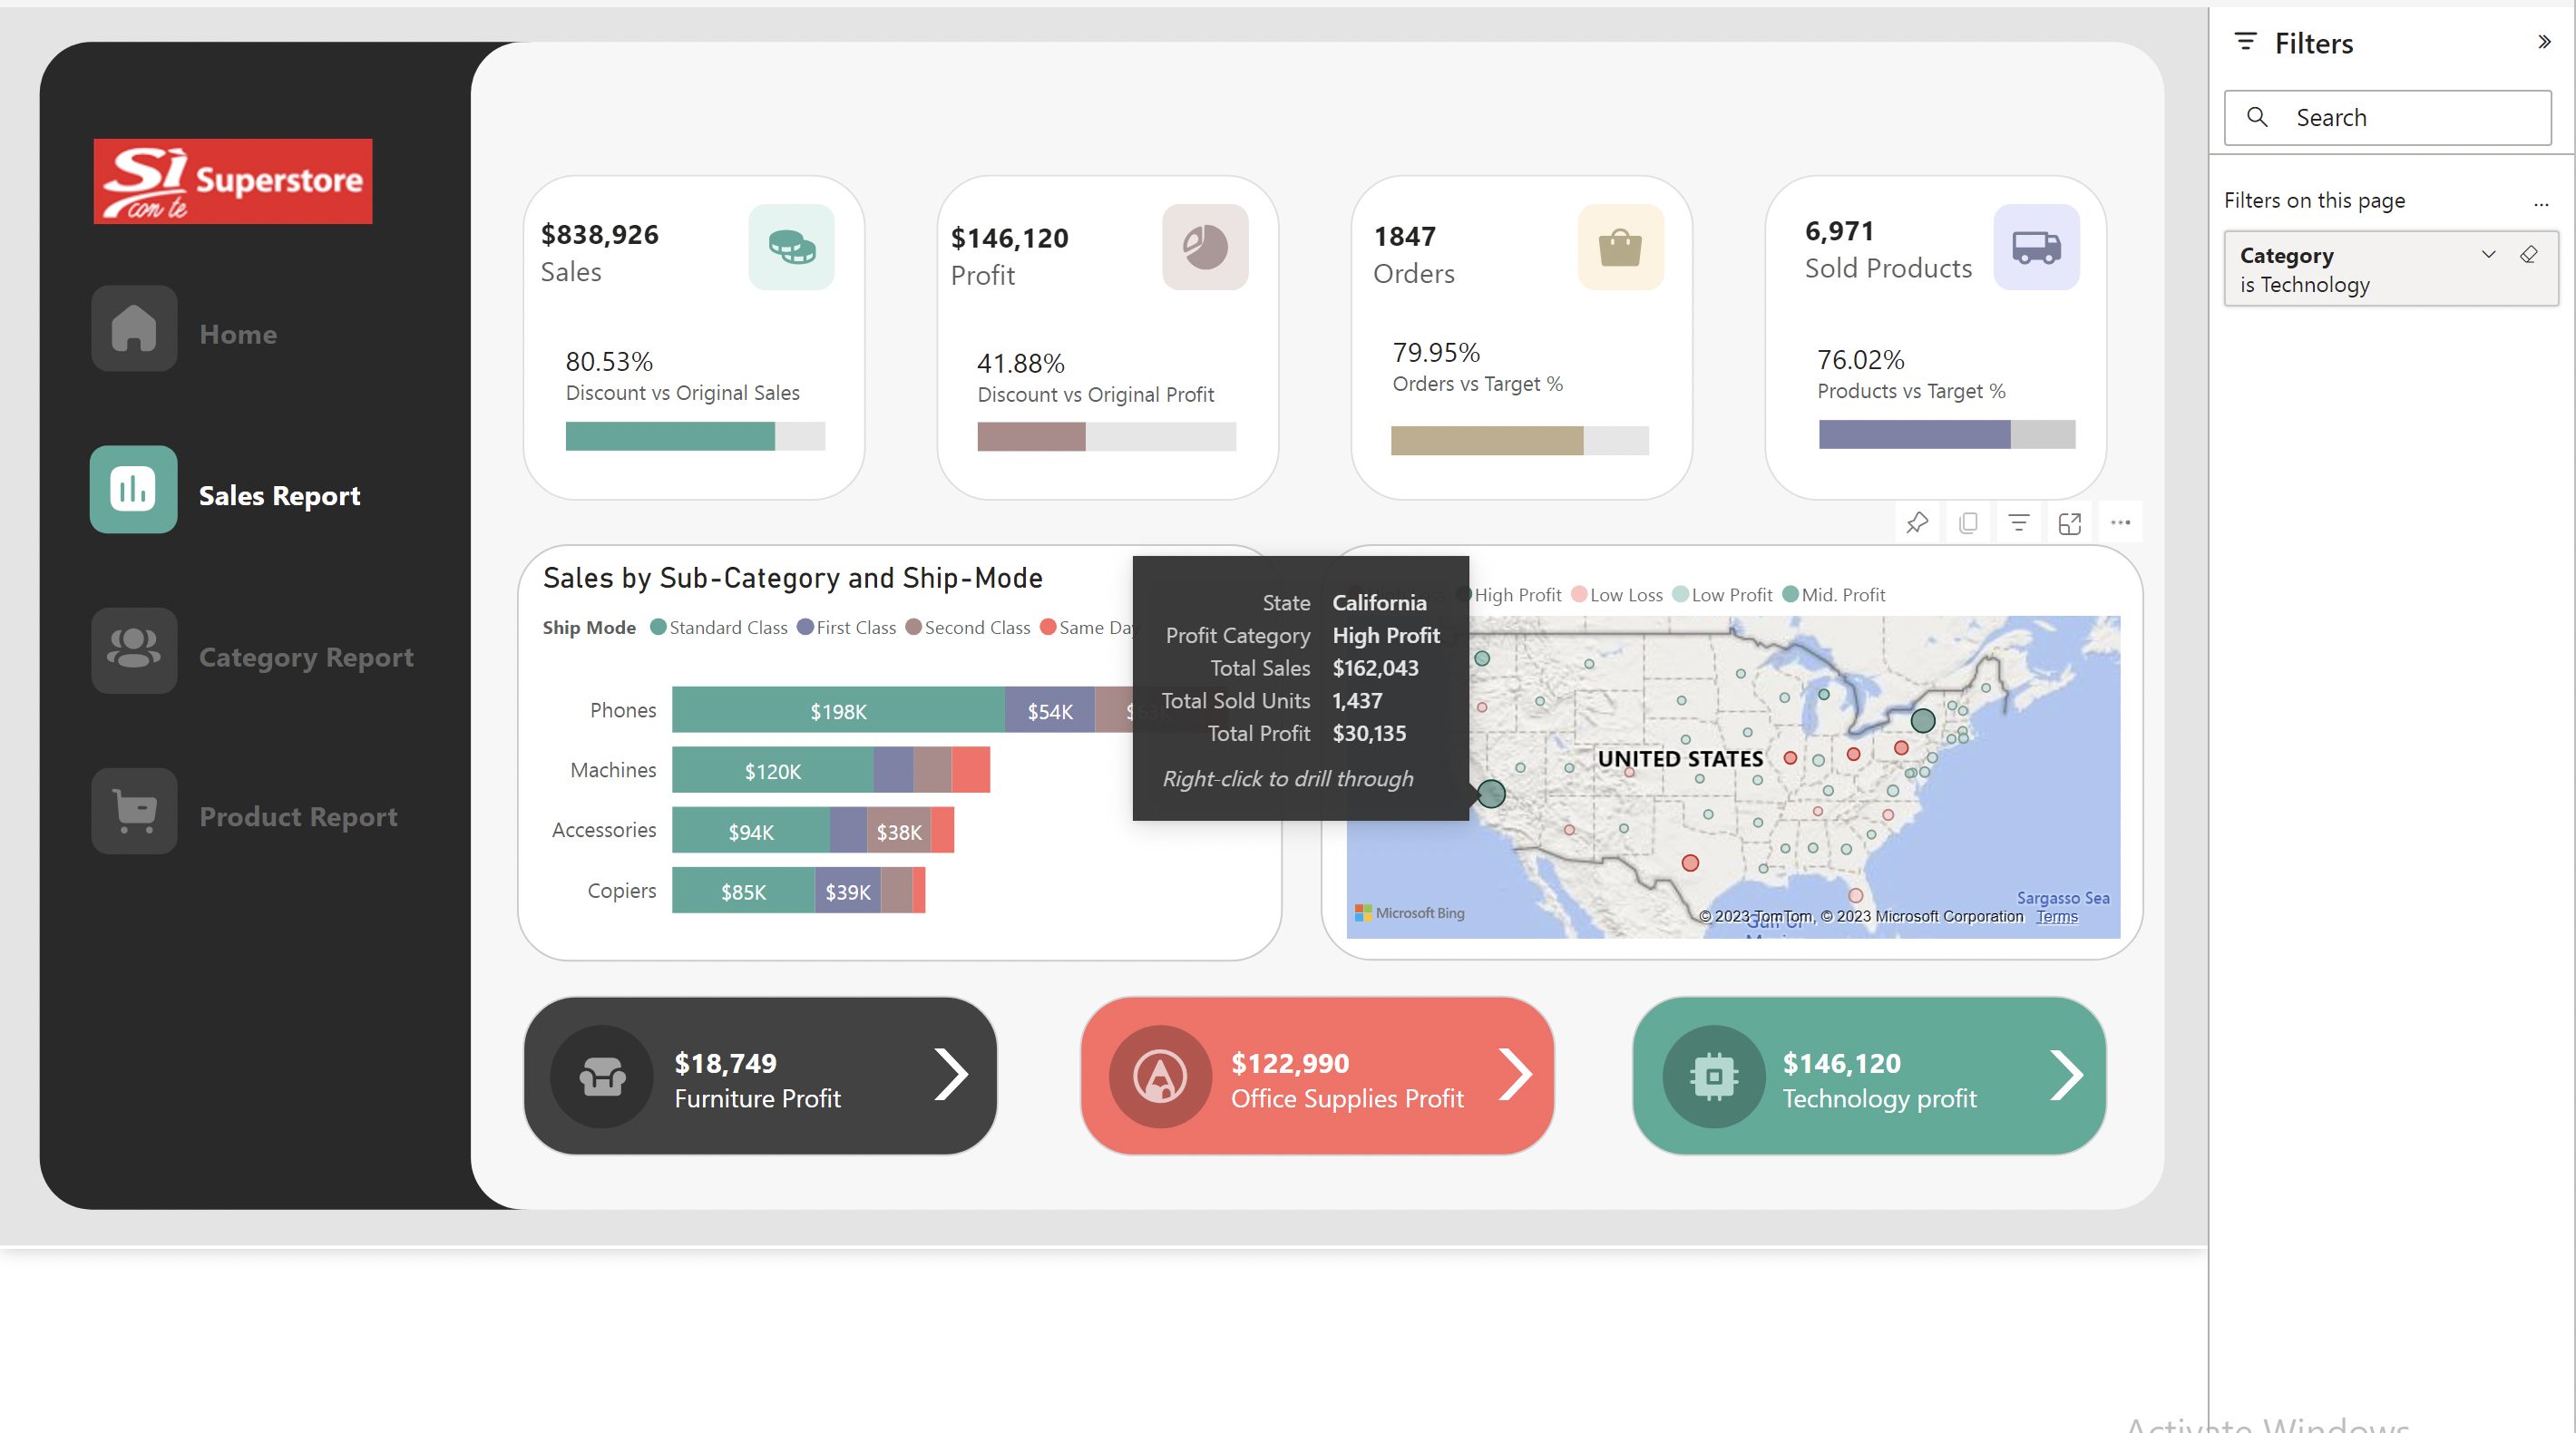 Filters
Search
Filters on this page
...
Category
is Technology
Sì Superstore
con te
Home
Sales Report
Category Report
Product Report
$838,926
Sales
80.53%
Discount vs Original Sales
$146,120
Profit
41.88%
Discount vs Original Profit
1847
Orders
79.95%
Orders vs Target %
6,971
Sold Products
76.02%
Products vs Target %
Sales by Sub-Category and Ship-Mode
Ship Mode Standard Class First Class Second Class Same Day
Phones $198K $54K $63K
Machines $120K
Accessories $94K $38K
Copiers $85K $39K
State California
Profit Category High Profit
Total Sales $162,043
Total Sold Units 1,437
Total Profit $30,135
Right-click to drill through
High Profit Low Loss Low Profit Mid. Profit
UNITED STATES
Sargasso Sea
Microsoft Bing
© 2023 TomTom, © 2023 Microsoft Corporation Terms
$18,749
Furniture Profit
$122,990
Office Supplies Profit
$146,120
Technology profit
Activate Windows